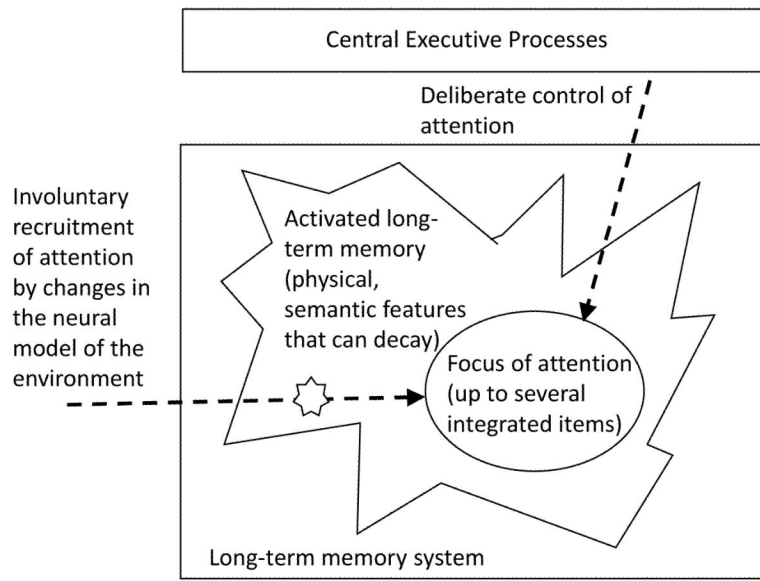 Central Executive Processes
Deliberate control of
attention
Involuntary
recruitment
of attention
by changes in
the neural
model of the
environment
Activated long-
term memory
(physical,
semantic features
that can decay)
Focus of attention
(up to several
integrated items)
Long-term memory system